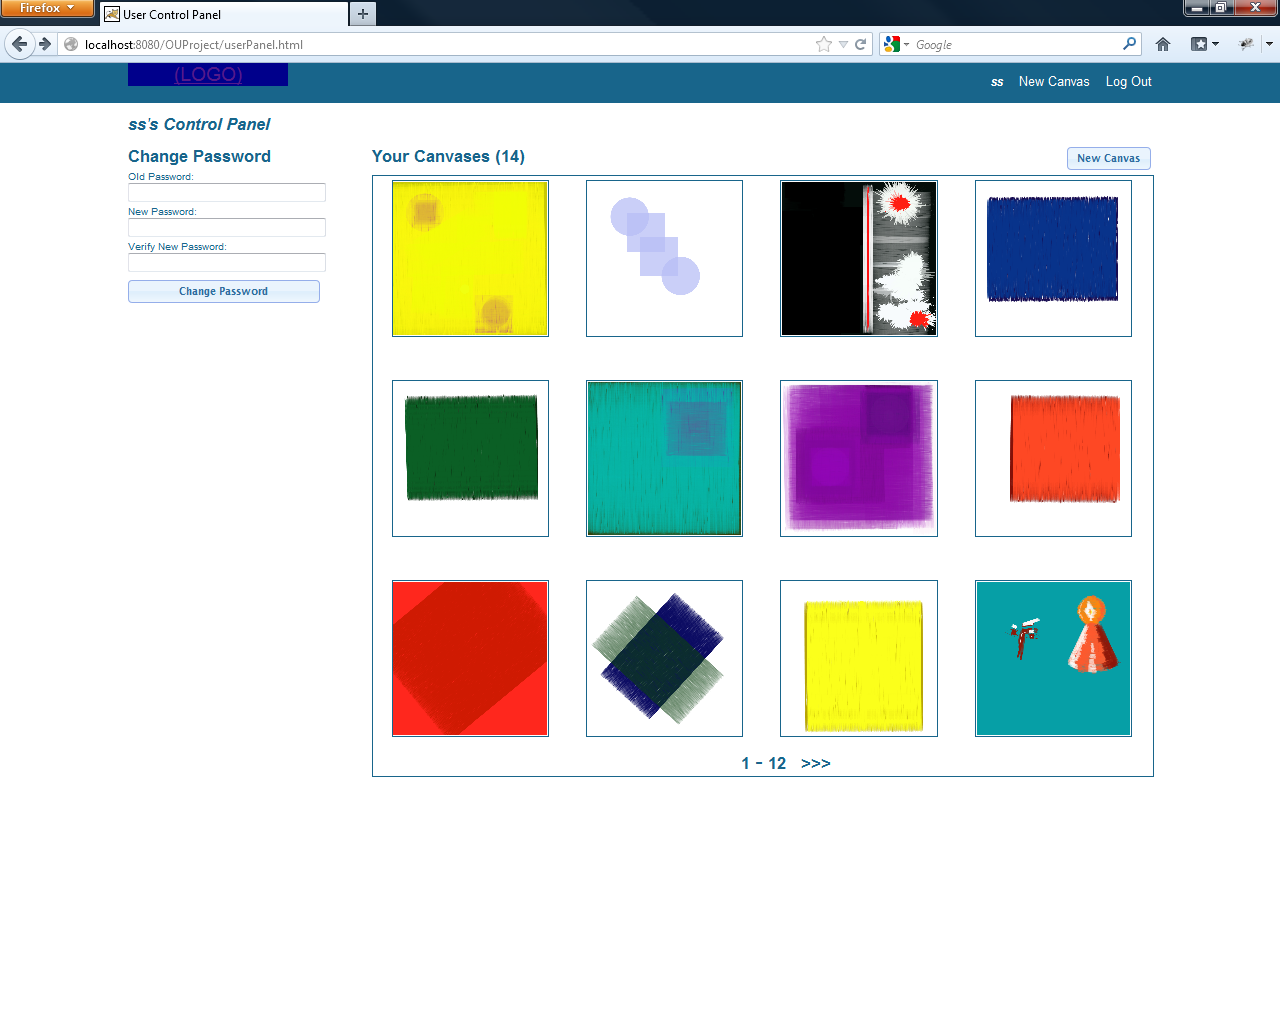 Firefox
User Control Panel
localhost:8080/OUProject/userPanel.html
Google
(LOGO)
ss New Canvas Log Out
ss's Control Panel
Change Password
Old Password:
New Password:
Verify New Password:
Change Password
Your Canvases (14)
New Canvas
1 - 12 >>>